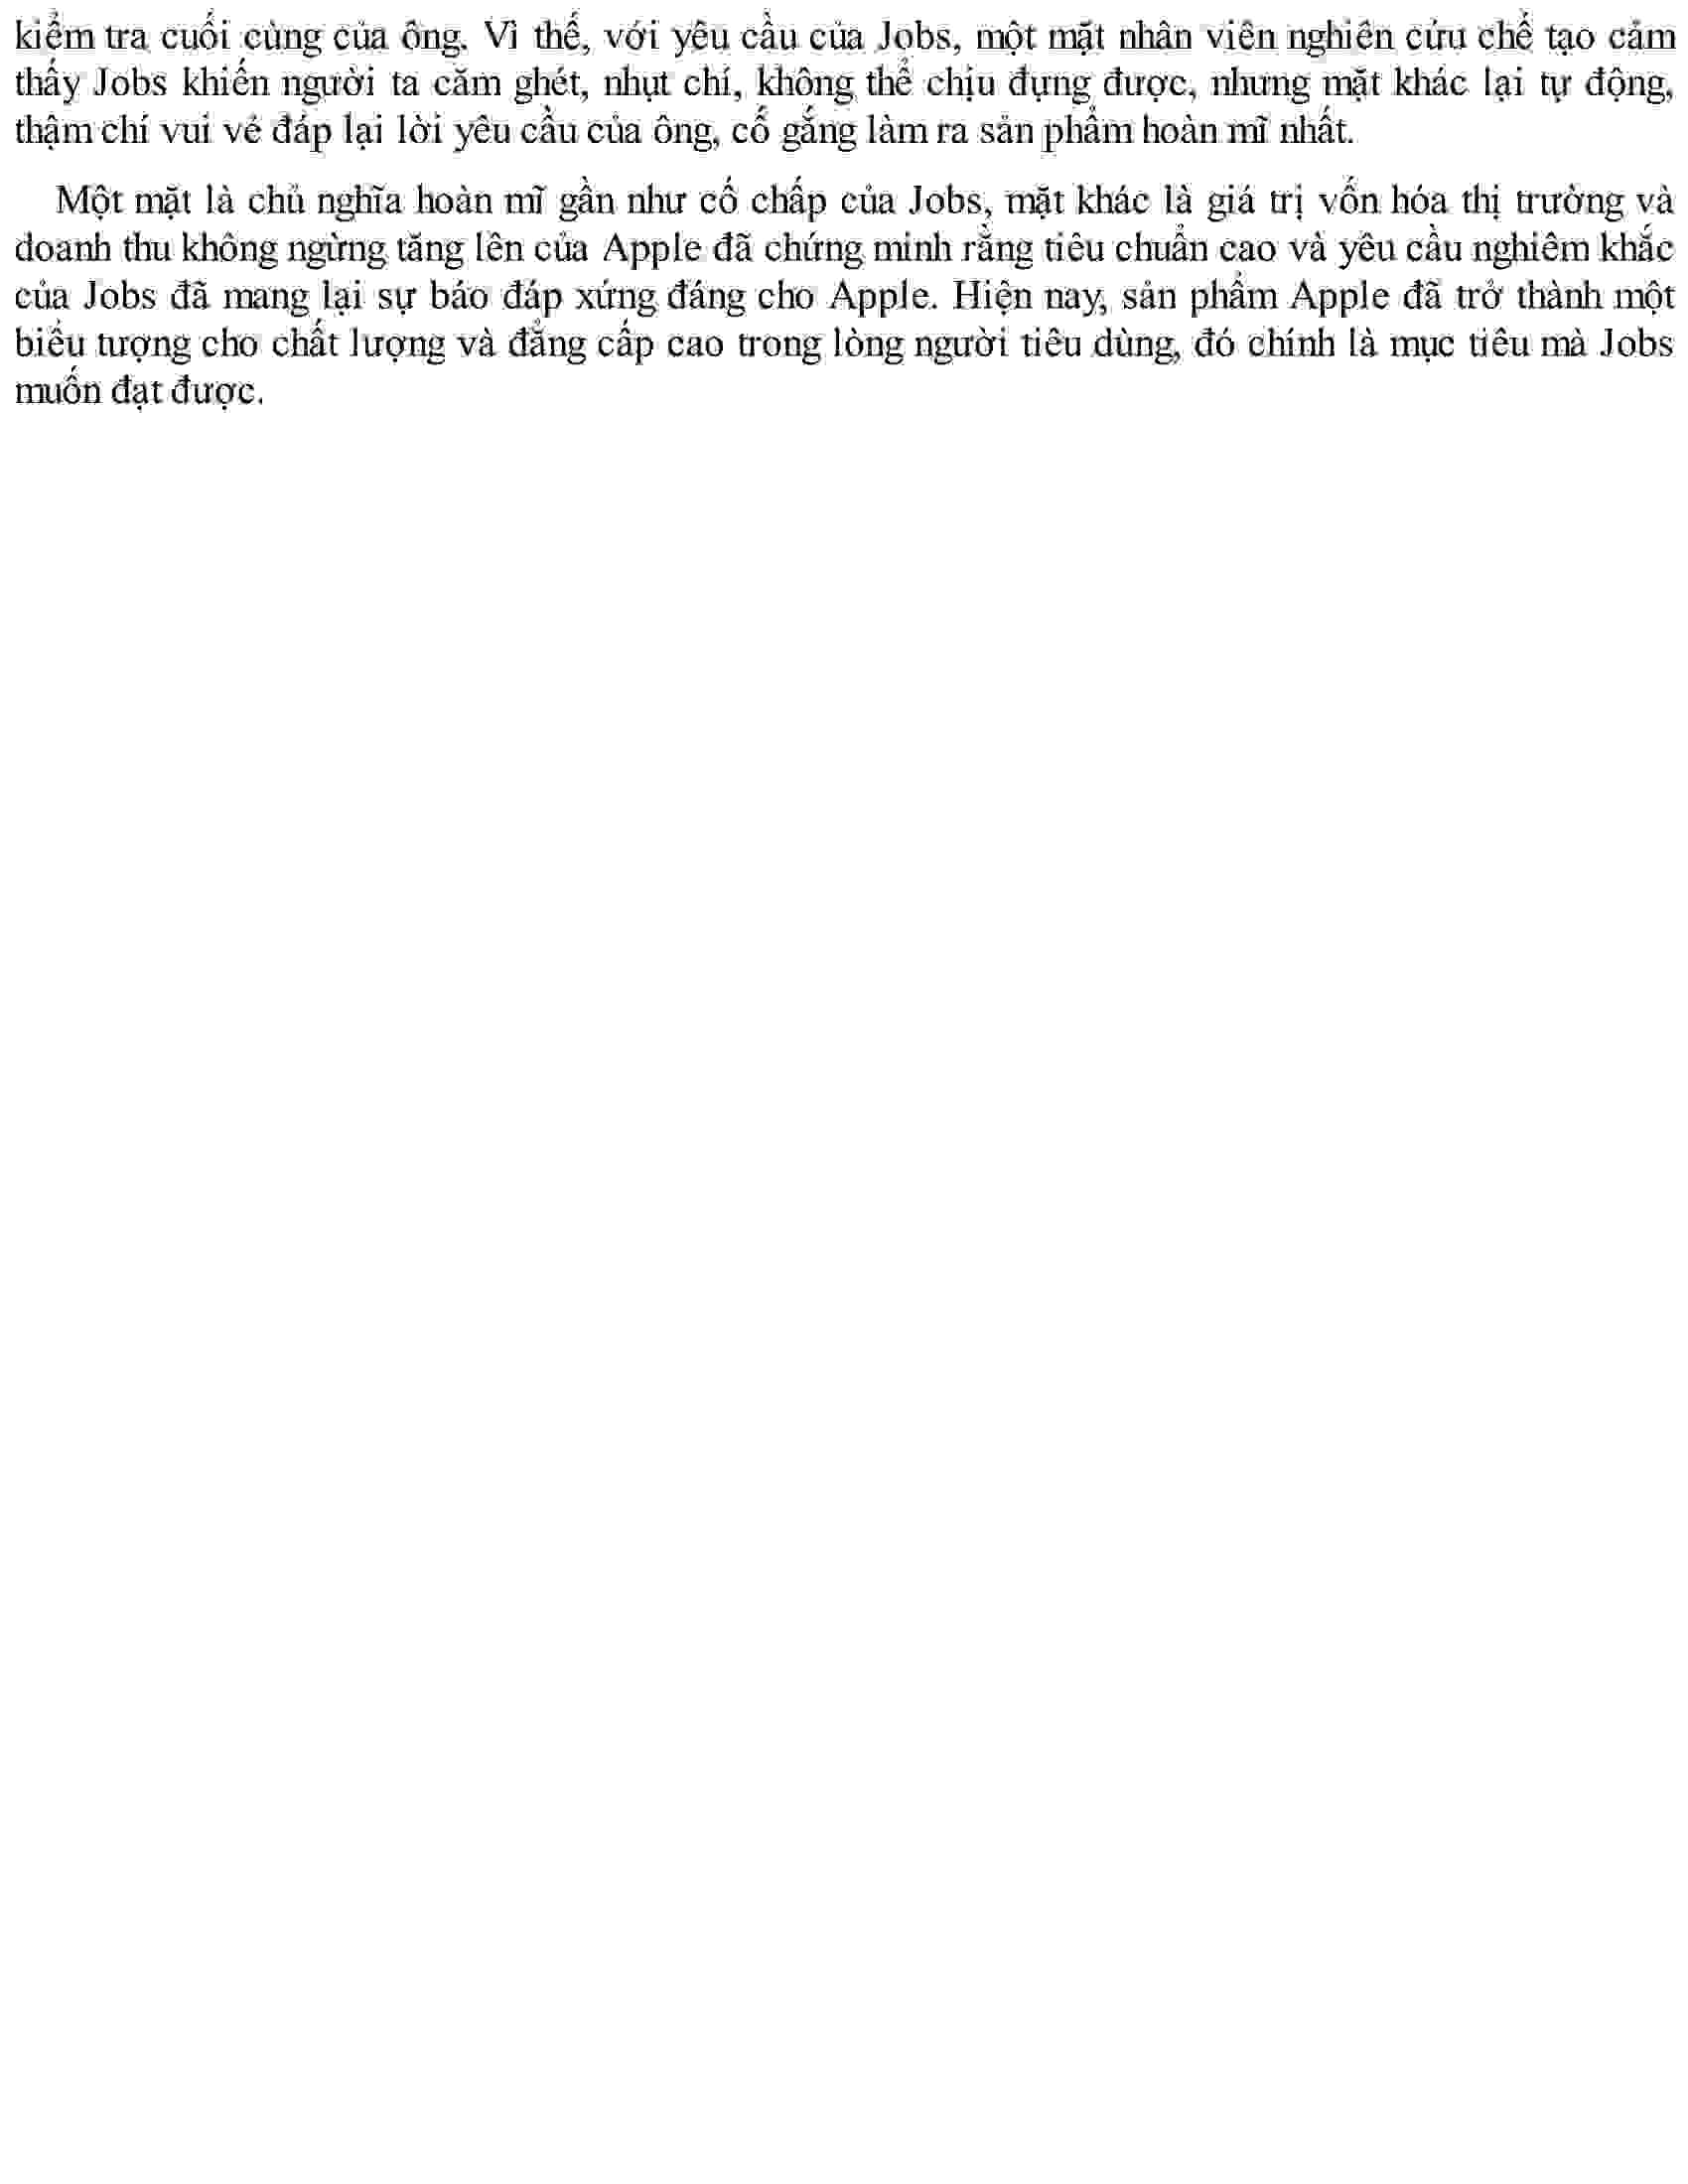 kiểm tra cuối cùng của ông. Vì thế, với yêu cầu của Jobs, một mặt nhân viên nghiên cứu chế tạo cảm
thấy Jobs khiến người ta căm ghét, nhụt chí, không thể chịu đựng được, nhưng mặt khác lại tự động,
thậm chí vui vẻ đáp lại lời yêu cầu của ông, cố gắng làm ra sản phẩm hoàn mĩ nhất.
Một mặt là chủ nghĩa hoàn mĩ gần như cố chấp của Jobs, mặt khác là giá trị vốn hóa thị trường và
doanh thu không ngừng tăng lên của Apple đã chứng minh rằng tiêu chuẩn cao và yêu cầu nghiêm khắc
của Jobs đã mang lại sự báo đáp xứng đáng cho Apple. Hiện nay, sản phẩm Apple đã trở thành một
biểu tượng cho chất lượng và đẳng cấp cao trong lòng người tiêu dùng, đó chính là mục tiêu mà Jobs
muốn đạt được.